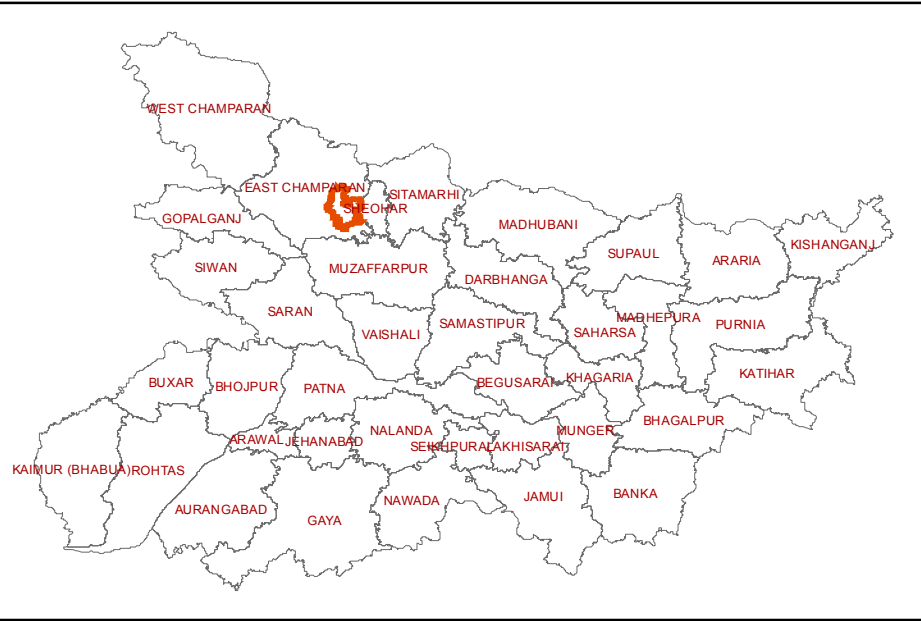 WEST CHAMPARAN
EAST CHAMPARAN
SITAMARHI
SHEOHAR
GOPALGANJ
MADHUBANI
KISHANGANJ
SUPAUL
ARARIA
SIWAN
MUZAFFARPUR
DARBHANGA
SARAN
MADHEPURA
SAMASTIPUR
PURNIA
VAISHALI
SAHARSA
KATIHAR
KHAGARIA
BUXAR
BHOJPUR
PATNA
BEGUSARAI
BHAGALPUR
NALANDA
MUNGER
ARAWAL
JEHANABAD
SEIKHPURA
LAKHISARAI
KAIMUR (BHABUA)
ROHTAS
BANKA
JAMUI
NAWADA
AURANGABAD
GAYA